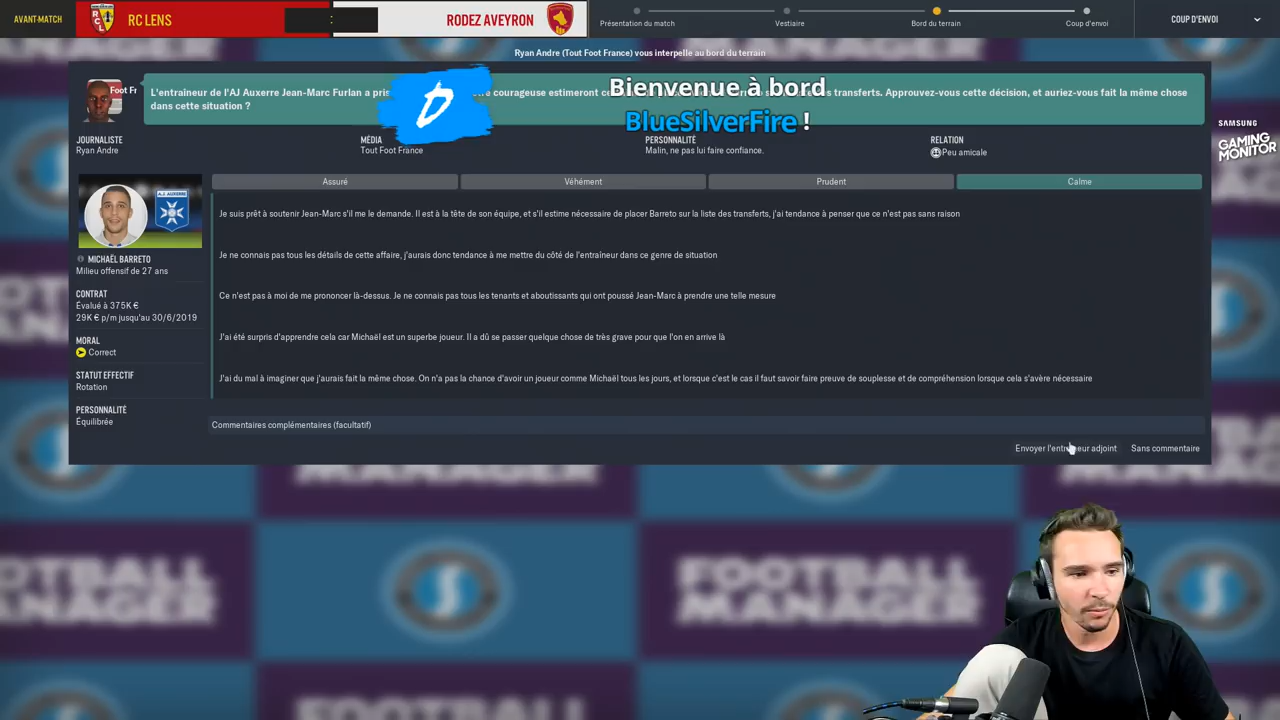 AVANT-MATCH
RC LENS
:
RODEZ AVEYRON
Présentation du match
Vestiaire
Bord du terrain
Coup d'envoi
COUP D'ENVOI
Ryan Andre (Tout Foot France) vous interpelle au bord du terrain
Foot Fr
L'entraîneur de l'AJ Auxerre Jean-Marc Furlan a pris courageuse estimeront transferts. Approuvez-vous cette décision, et auriez-vous fait la même chose
dans cette situation ?
Bienvenue à bord
BlueSilverFire !
JOURNALISTE
Ryan Andre
MÉDIA
Tout Foot France
PERSONNALITÉ
Malin, ne pas lui faire confiance.
RELATION
Peu amicale
SAMSUNG
GAMING
MONITOR
Assuré
Véhément
Prudent
Calme
A.J AUXERRE
MICHAËL BARRETO
Milieu offensif de 27 ans
CONTRAT
Évalué à 375K €
29K € p/m jusqu'au 30/6/2019
MORAL
Correct
STATUT EFFECTIF
Rotation
PERSONNALITÉ
Équilibrée
Je suis prêt à soutenir Jean-Marc s'il me le demande. Il est à la tête de son équipe, et s'il estime nécessaire de placer Barreto sur la liste des transferts, j'ai tendance à penser que ce n'est pas sans raison
Je ne connais pas tous les détails de cette affaire, j'aurais donc tendance à me mettre du côté de l'entraîneur dans ce genre de situation
Ce n'est pas à moi de me prononcer là-dessus. Je ne connais pas tous les tenants et aboutissants qui ont poussé Jean-Marc à prendre une telle mesure
J'ai été surpris d'apprendre cela car Michaël est un superbe joueur. Il a dû se passer quelque chose de très grave pour que l'on en arrive là
J'ai du mal à imaginer que j'aurais fait la même chose. On n'a pas la chance d'avoir un joueur comme Michaël tous les jours, et lorsque c'est le cas il faut savoir faire preuve de souplesse et de compréhension lorsque cela s'avère nécessaire
Commentaires complémentaires (facultatif)
Envoyer l'entraîneur adjoint
Sans commentaire
FOOTBALL
MANAGER
FOOTBALL
MANAGER